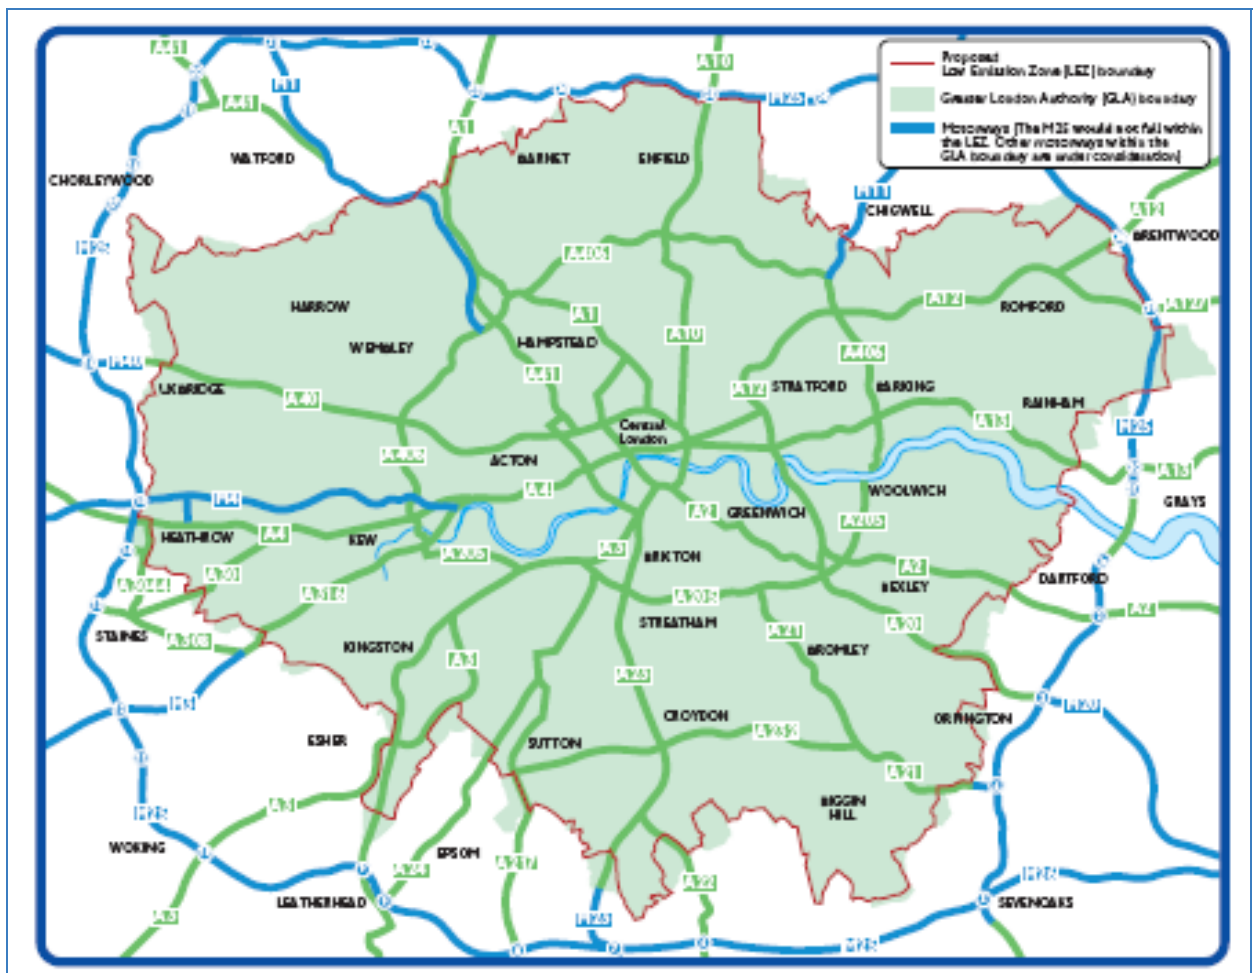 Proposed
Low Emission Zone (LEZ) boundary
Greater London Authority (GLA) boundary
Motorways (The M25 would not fall within
the LEZ. Other motorways within the
GLA boundary are under consideration)
A41
A10
M1
M25
A41
A1
WATFORD
BARNET
ENFIELD
CHORLEYWOOD
M11
CHIGWELL
A12
BRENTWOOD
M25
A406
HARROW
A12
ROMFORD
A127
A1
WEMBLEY
HAMPSTEAD
A10
A406
M40
UXBRIDGE
A41
A12
STRATFORD
BARKING
A40
RAINHAM
Central
London
A13
M25
A406
ACTON
A13
M4
A4
WOOLWICH
GRAYS
A2
GREENWICH
A205
HEATHROW
A4
KEW
A205
A3
BRIXTON
A2
DARTFORD
A30
BEXLEY
A316
A205
A2
STAINES
A308
STREATHAM
A20
KINGSTON
A21
BROMLEY
A3
A23
M3
M20
CROYDON
ORPINGTON
ESHER
SUTTON
A232
A21
A3
BIGGIN
HILL
M25
WOKING
EPSOM
A24
A217
A22
M25
LEATHERHEAD
SEVENOAKS
A3
M23
M25